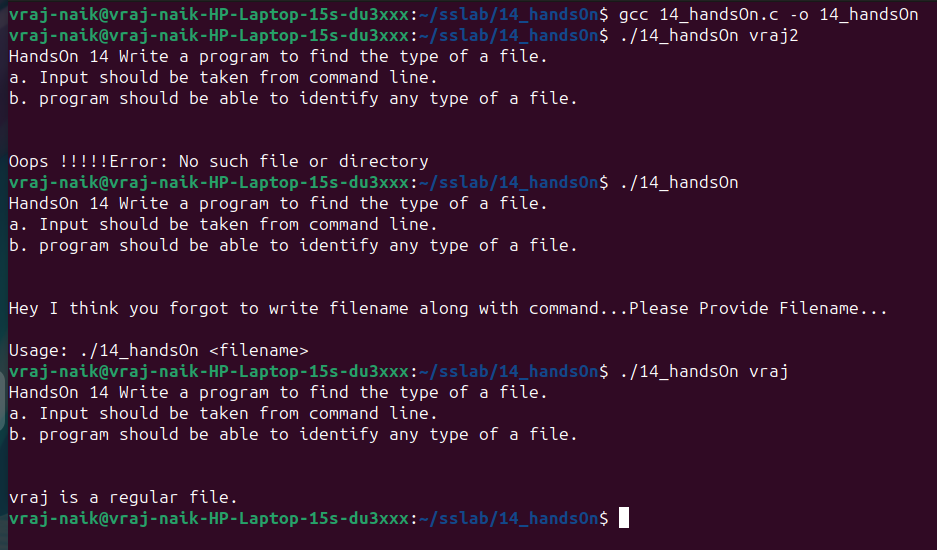 vraj-naik@vraj-naik-HP-Laptop-15s-du3xxx:~/sslab/14_handsOn$ gcc 14_handsOn.c -o 14_handsOn
vraj-naik@vraj-naik-HP-Laptop-15s-du3xxx:~/sslab/14_handsOn$ ./14_handsOn vraj2
HandsOn 14 Write a program to find the type of a file.
a. Input should be taken from command line.
b. program should be able to identify any type of a file.
Oops !!!!!Error: No such file or directory
vraj-naik@vraj-naik-HP-Laptop-15s-du3xxx:~/sslab/14_handsOn$ ./14_handsOn
HandsOn 14 Write a program to find the type of a file.
a. Input should be taken from command line.
b. program should be able to identify any type of a file.
Hey I think you forgot to write filename along with command...Please Provide Filename...
Usage: ./14_handsOn <filename>
vraj-naik@vraj-naik-HP-Laptop-15s-du3xxx:~/sslab/14_handsOn$ ./14_handsOn vraj
HandsOn 14 Write a program to find the type of a file.
a. Input should be taken from command line.
b. program should be able to identify any type of a file.
vraj is a regular file.
vraj-naik@vraj-naik-HP-Laptop-15s-du3xxx:~/sslab/14_handsOn$